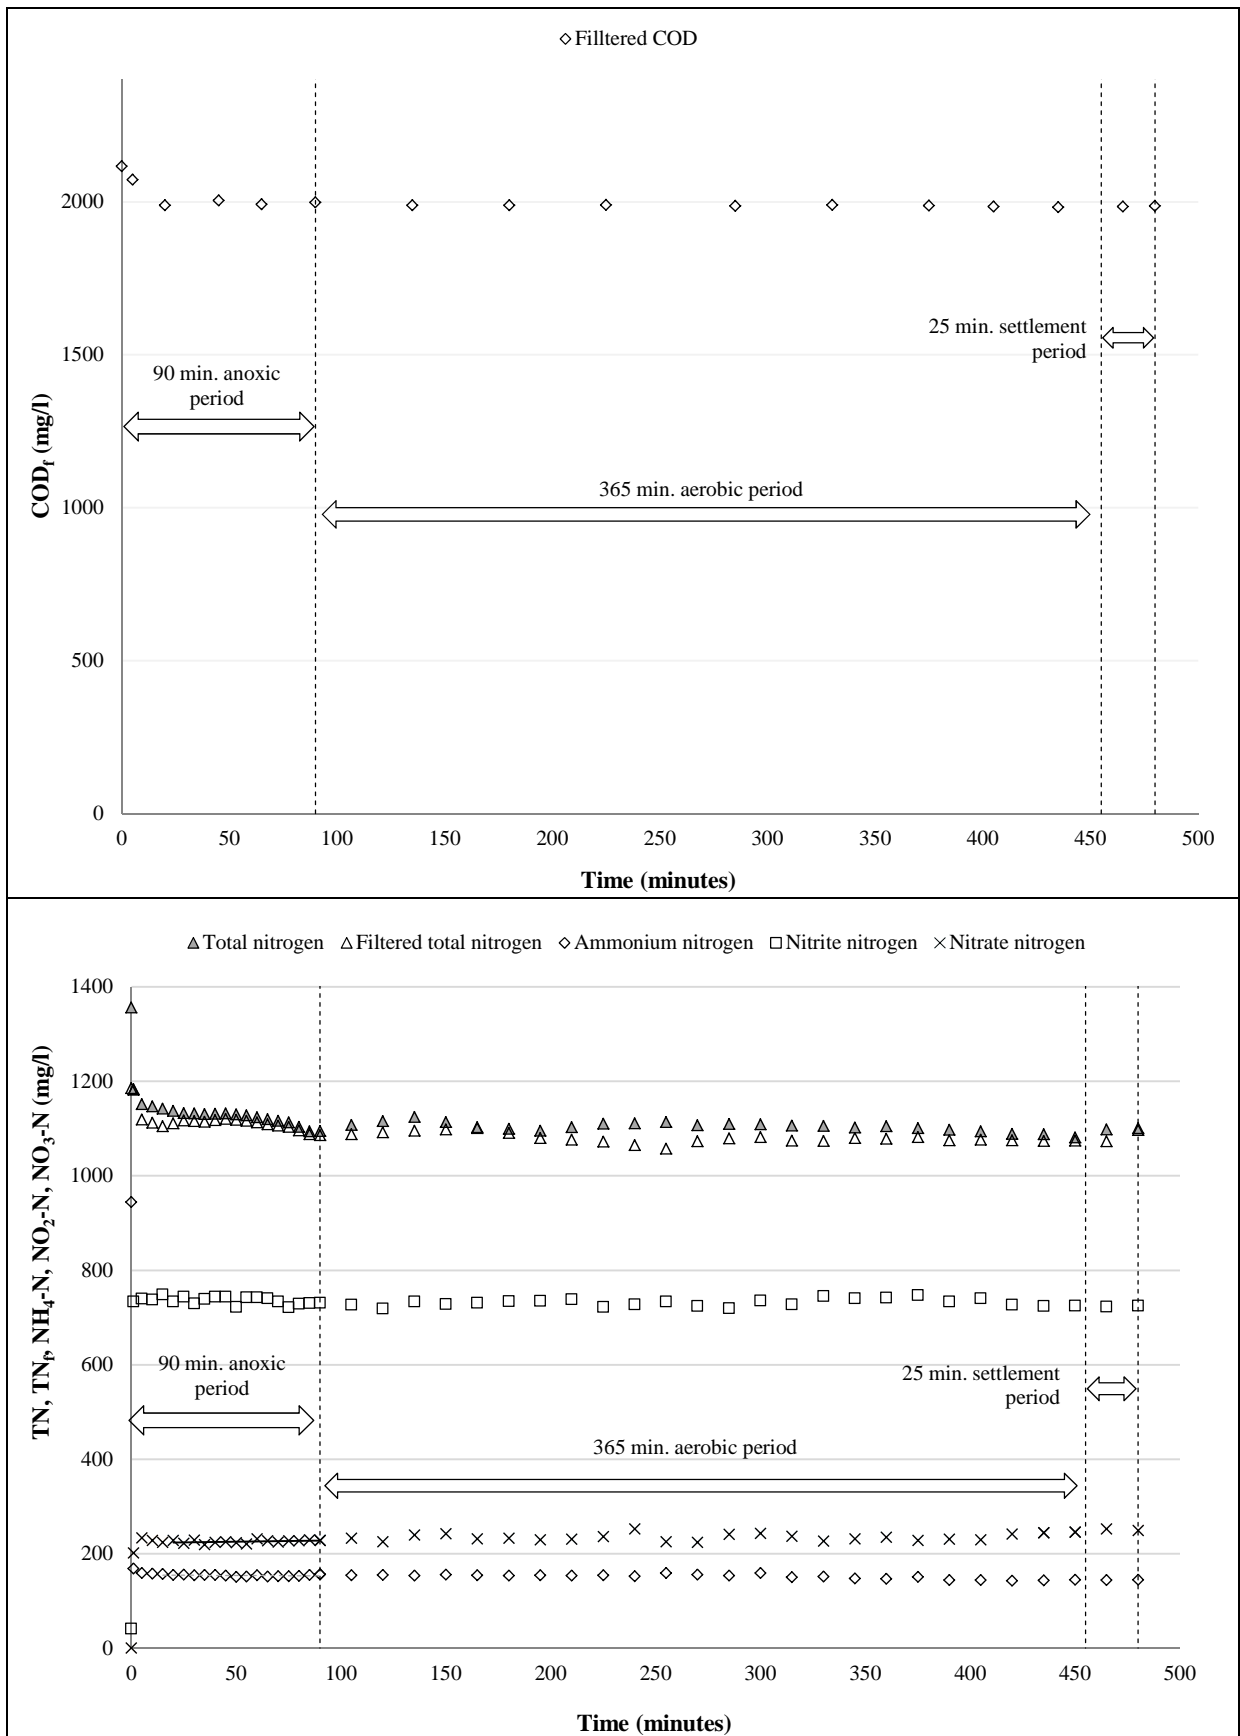 Filltered COD
2000
1500
1000
500
0
COD_f (mg/l)
25 min. settlement
period
90 min. anoxic
period
365 min. aerobic period
0 50 100 150 200 250 300 350 400 450 500
Time (minutes)
Total nitrogen Filtered total nitrogen Ammonium nitrogen Nitrite nitrogen Nitrate nitrogen
1400
1200
1000
800
600
400
200
0
TN, TN_f, NH_4-N, NO_2-N, NO_3-N (mg/l)
90 min. anoxic
period
25 min. settlement
period
365 min. aerobic period
0 50 100 150 200 250 300 350 400 450 500
Time (minutes)